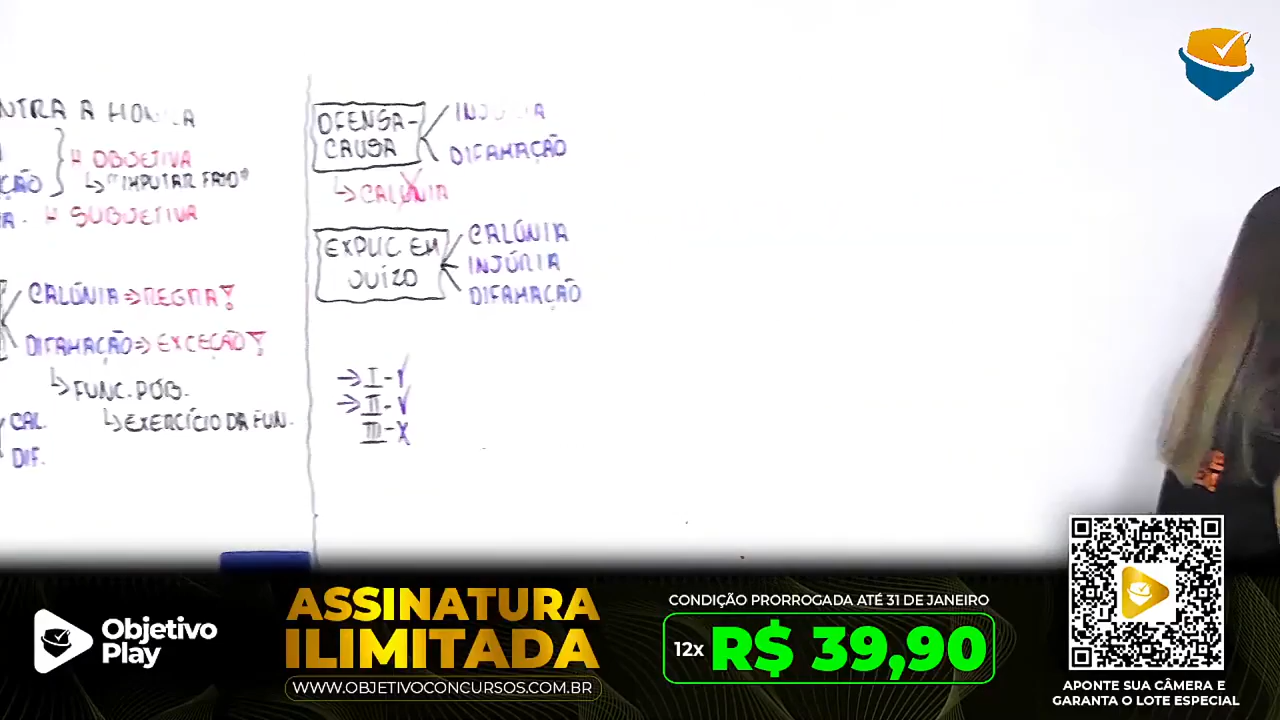 NTRA A HONRA
OBJETIVA
ÇÃO
↳ "IMPUTAR FATO"
SUBJETIVA
CALÚNIA ⇒ REGRA!
DIFAMAÇÃO ⇒ EXCEÇÃO!
↳ FUNC. PÚB.
↳ EXERCÍCIO DA FUN.
CAL.
DIF.
OFENSA-
CAUSA
INJÚRIA
DIFAMAÇÃO
↳ CALÚNIA
EXPLIC. EM
JUÍZO
CALÚNIA
INJÚRIA
DIFAMAÇÃO
→ I - V
→ II - V
III - X
Objetivo
Play
ASSINATURA
ILIMITADA
WWW.OBJETIVOCONCURSOS.COM.BR
CONDIÇÃO PRORROGADA ATÉ 31 DE JANEIRO
12x R$ 39,90
APONTE SUA CÂMERA E
GARANTA O LOTE ESPECIAL